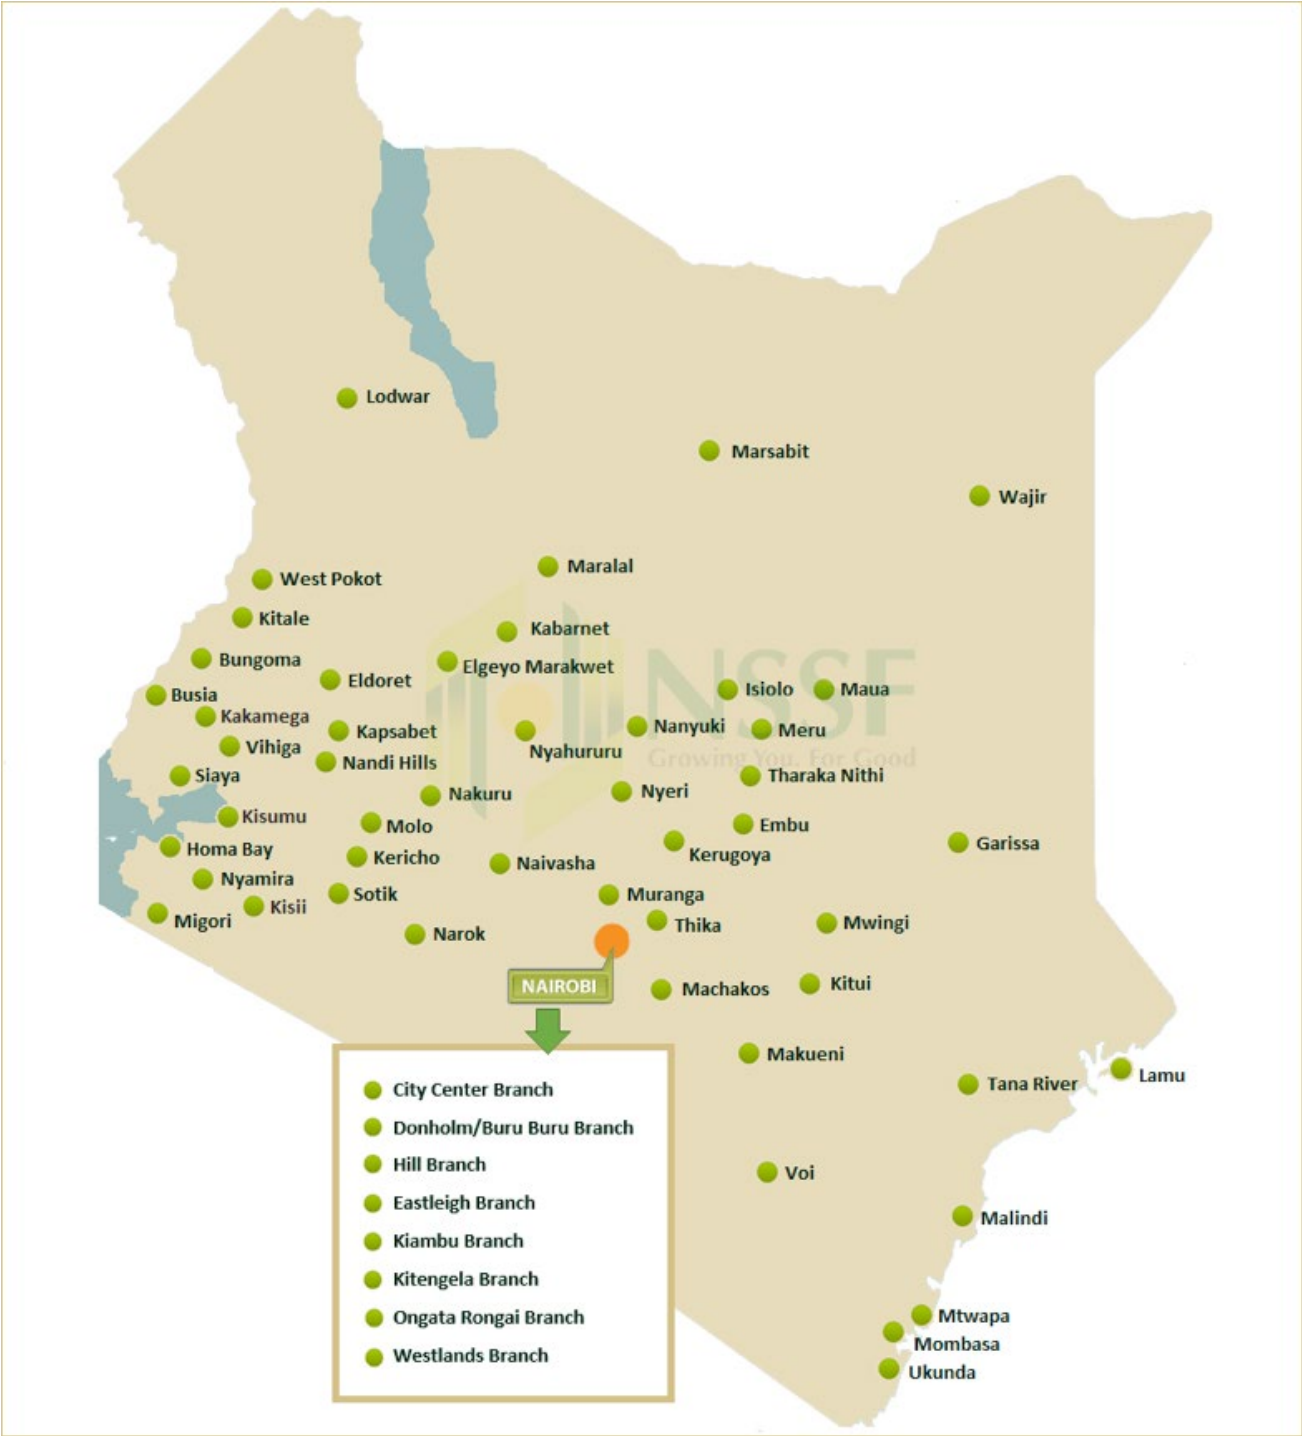 Lodwar
Marsabit
Wajir
Maralal
West Pokot
Kitale
Kabarnet
Bungoma
Elgeyo Marakwet
NSSF
Eldoret
Isiolo
Maua
Busia
Kakamega
Nanyuki
Meru
Kapsabet
Vihiga
Nyahururu
Growing You. For Good
Nandi Hills
Siaya
Tharaka Nithi
Nakuru
Nyeri
Kisumu
Molo
Embu
Garissa
Homa Bay
Kericho
Kerugoya
Naivasha
Nyamira
Sotik
Muranga
Kisii
Migori
Thika
Mwingi
Narok
NAIROBI
Machakos
Kitui
Makueni
Lamu
Tana River
City Center Branch
Donholm/Buru Buru Branch
Hill Branch
Eastleigh Branch
Kiambu Branch
Kitengela Branch
Ongata Rongai Branch
Westlands Branch
Voi
Malindi
Mtwapa
Mombasa
Ukunda